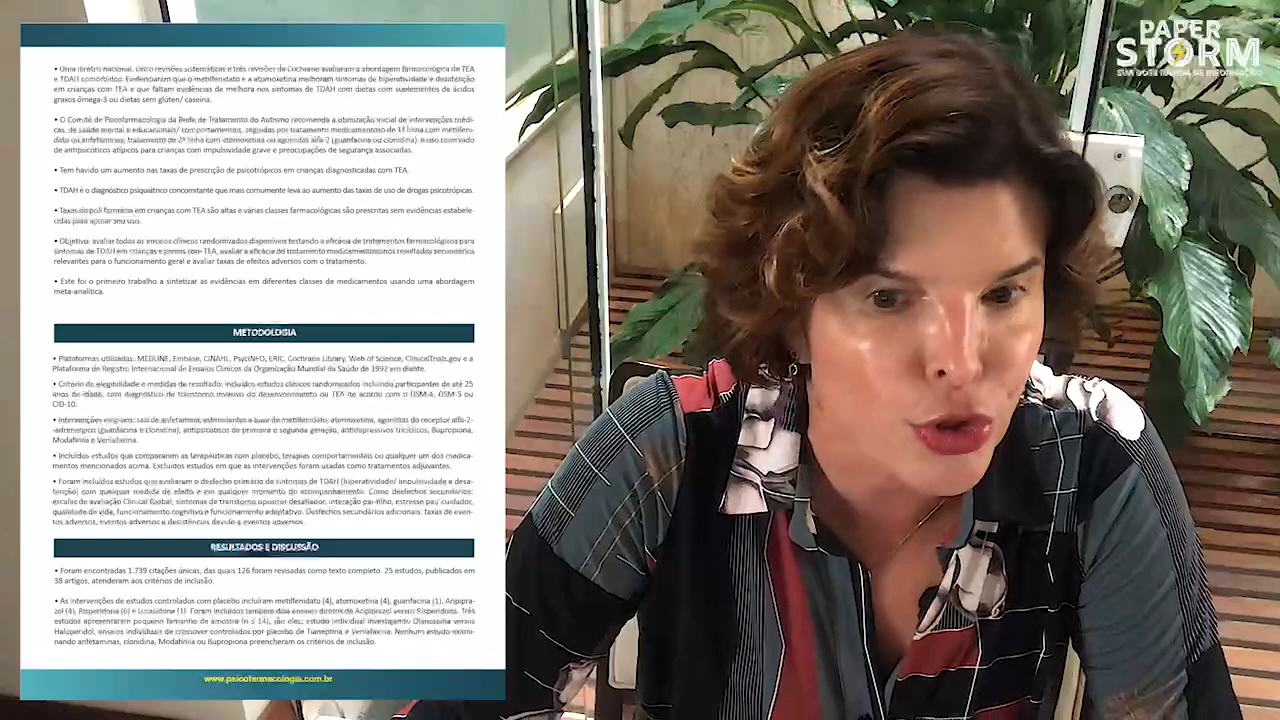 PAPER
STORM
SUA DOSE RÁPIDA DE INFORMAÇÃO
• Uma diretriz nacional, cinco revisões sistemáticas e três revisões da Cochrane avaliaram a abordagem farmacológica de TEA
e TDAH comórbidos. Evidenciaram que o metilfenidato e a atomoxetina melhoram sintomas de hiperatividade e desatenção
em crianças com TEA e que faltam evidências de melhora nos sintomas de TDAH com dietas com suplementos de ácidos
graxos ômega-3 ou dietas sem glúten/ caseína.
• O Comitê de Psicofarmacologia da Rede de Tratamento do Autismo recomenda a otimização inicial de intervenções médi-
cas, de saúde mental e educacionais/ comportamentais, seguidas por tratamento medicamentoso de 1ª linha com metilfeni-
dato ou anfetaminas, tratamento de 2ª linha com atomoxetina ou agonistas alfa-2 (guanfacina ou clonidina), e uso reservado
de antipsicóticos atípicos para crianças com impulsividade grave e preocupações de segurança associadas.
• Tem havido um aumento nas taxas de prescrição de psicotrópicos em crianças diagnosticadas com TEA.
• TDAH é o diagnóstico psiquiátrico concomitante que mais comumente leva ao aumento das taxas de uso de drogas psicotrópicas.
• Taxas de polifarmácia em crianças com TEA são altas e várias classes farmacológicas são prescritas sem evidências estabele-
cidas para apoiar seu uso.
• Objetivo: avaliar todos os ensaios clínicos randomizados disponíveis testando a eficácia de tratamentos farmacológicos para
sintomas de TDAH em crianças e jovens com TEA, avaliar a eficácia do tratamento medicamentoso nos resultados secundários
relevantes para o funcionamento geral e avaliar taxas de efeitos adversos com o tratamento.
• Este foi o primeiro trabalho a sintetizar as evidências em diferentes classes de medicamentos usando uma abordagem
meta-analítica.
METODOLOGIA
• Plataformas utilizadas: MEDLINE, Embase, CINAHL, PsycINFO, ERIC, Cochrane Library, Web of Science, ClinicalTrials.gov e a
Plataforma de Registro Internacional de Ensaios Clínicos da Organização Mundial da Saúde de 1992 em diante.
• Critério de elegibilidade e medidas de resultado: incluídos estudos clínicos randomizados incluindo participantes de até 25
anos de idade, com diagnóstico de transtorno invasivo do desenvolvimento ou TEA de acordo com o DSM-4, DSM-5 ou
CID-10.
• Intervenções elegíveis: sais de anfetamina, estimulantes a base de metilfenidato, atomoxetina, agonistas do receptor alfa-2-
-adrenérgico (guanfacina e clonidina), antipsicóticos de primeira e segunda geração, antidepressivos tricíclicos, Bupropiona,
Modafinila e Venlafaxina.
• Incluídos estudos que compararam as terapêuticas com placebo, terapias comportamentais ou qualquer um dos medica-
mentos mencionados acima. Excluídos estudos em que as intervenções foram usadas como tratamentos adjuvantes.
• Foram incluídos estudos que avaliaram o desfecho primário de sintomas de TDAH (hiperatividade/ impulsividade e desa-
tenção) com qualquer medida de efeito e em qualquer momento do acompanhamento. Como desfechos secundários:
escalas de avaliação Clinical Global, sintomas de transtorno opositor desafiador, interação pai-filho, estresse pai/ cuidador,
qualidade de vida, funcionamento cognitivo e funcionamento adaptativo. Desfechos secundários adicionais: taxas de even-
tos adversos, eventos adversos e desistências devido a eventos adversos.
RESULTADOS E DISCUSSÃO
• Foram encontradas 1.739 citações únicas, das quais 126 foram revisadas como texto completo. 25 estudos, publicados em
38 artigos, atenderam aos critérios de inclusão.
• As intervenções de estudos controlados com placebo incluíram metilfenidato (4), atomoxetina (4), guanfacina (1), Aripipra-
zol (4), Risperidona (6) e Lurasidona (1). Foram incluídos também dois ensaios diretos de Aripiprazol versus Risperidona. Três
estudos apresentaram pequeno tamanho de amostra (n ≤ 14), são eles: estudo individual investigando Olanzapina versus
Haloperidol, ensaios individuais de crossover controlados por placebo de Tianeptina e Venlafaxina. Nenhum estudo exami-
nando anfetaminas, clonidina, Modafinila ou Bupropiona preencheram os critérios de inclusão.
www.psicofarmacologia.com.br